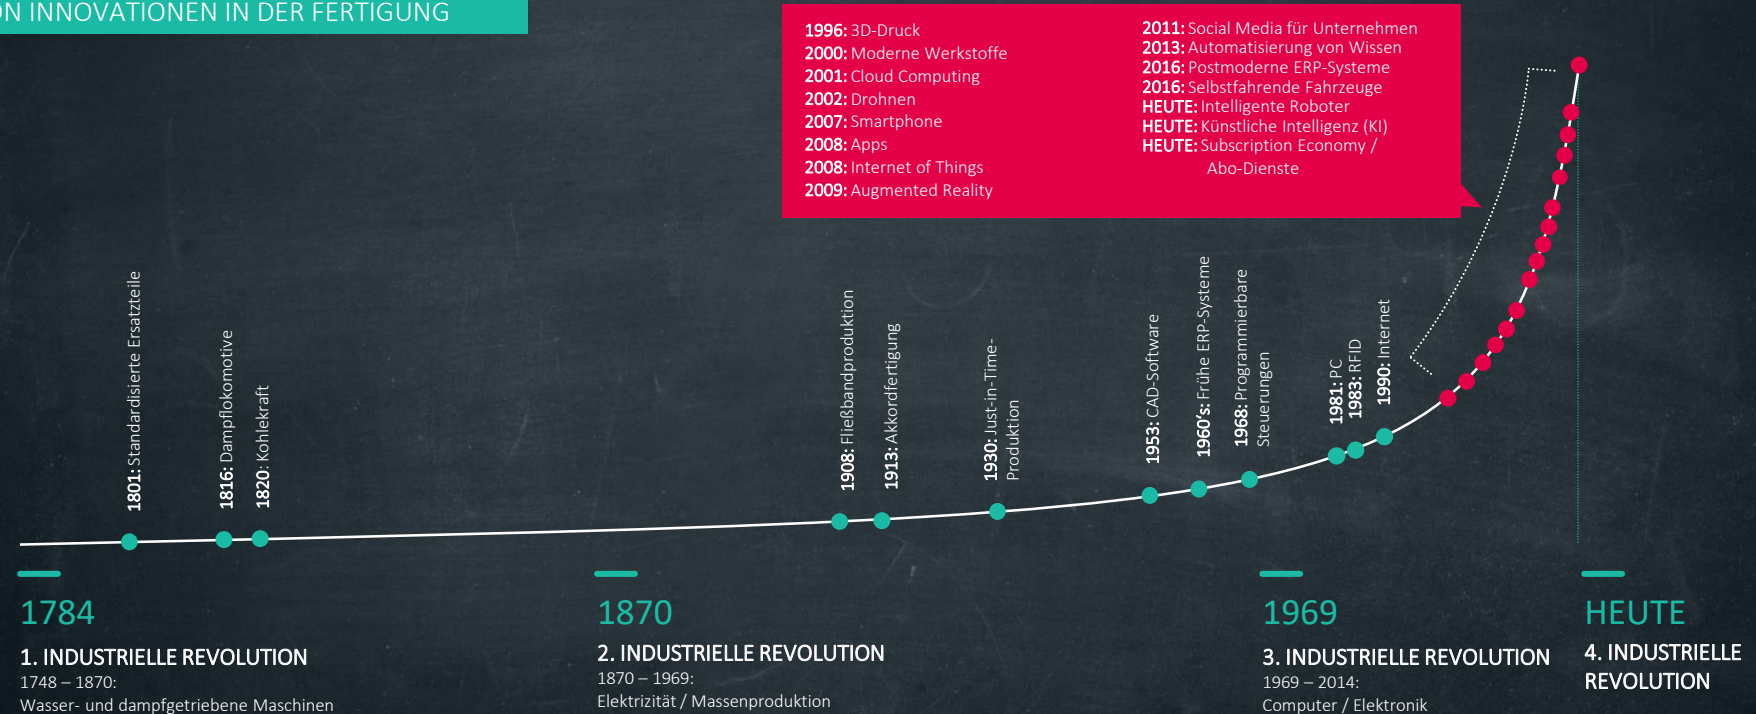 ON INNOVATIONEN IN DER FERTIGUNG
1996: 3D-Druck
2000: Moderne Werkstoffe
2001: Cloud Computing
2002: Drohnen
2007: Smartphone
2008: Apps
2008: Internet of Things
2009: Augmented Reality
2011: Social Media für Unternehmen
2013: Automatisierung von Wissen
2016: Postmoderne ERP-Systeme
2016: Selbstfahrende Fahrzeuge
HEUTE: Intelligente Roboter
HEUTE: Künstliche Intelligenz (KI)
HEUTE: Subscription Economy /
Abo-Dienste
1801: Standardisierte Ersatzteile
1816: Dampflokomotive
1820: Kohlekraft
1908: Fließbandproduktion
1913: Akkordfertigung
1930: Just-in-Time-
Produktion
1953: CAD-Software
1960‘s: Frühe ERP-Systeme
1968: Programmierbare
Steuerungen
1981: PC
1983: RFID
1990: Internet
1784
1. INDUSTRIELLE REVOLUTION
1748 – 1870:
Wasser- und dampfgetriebene Maschinen
1870
2. INDUSTRIELLE REVOLUTION
1870 – 1969:
Elektrizität / Massenproduktion
1969
3. INDUSTRIELLE REVOLUTION
1969 – 2014:
Computer / Elektronik
HEUTE
4. INDUSTRIELLE
REVOLUTION